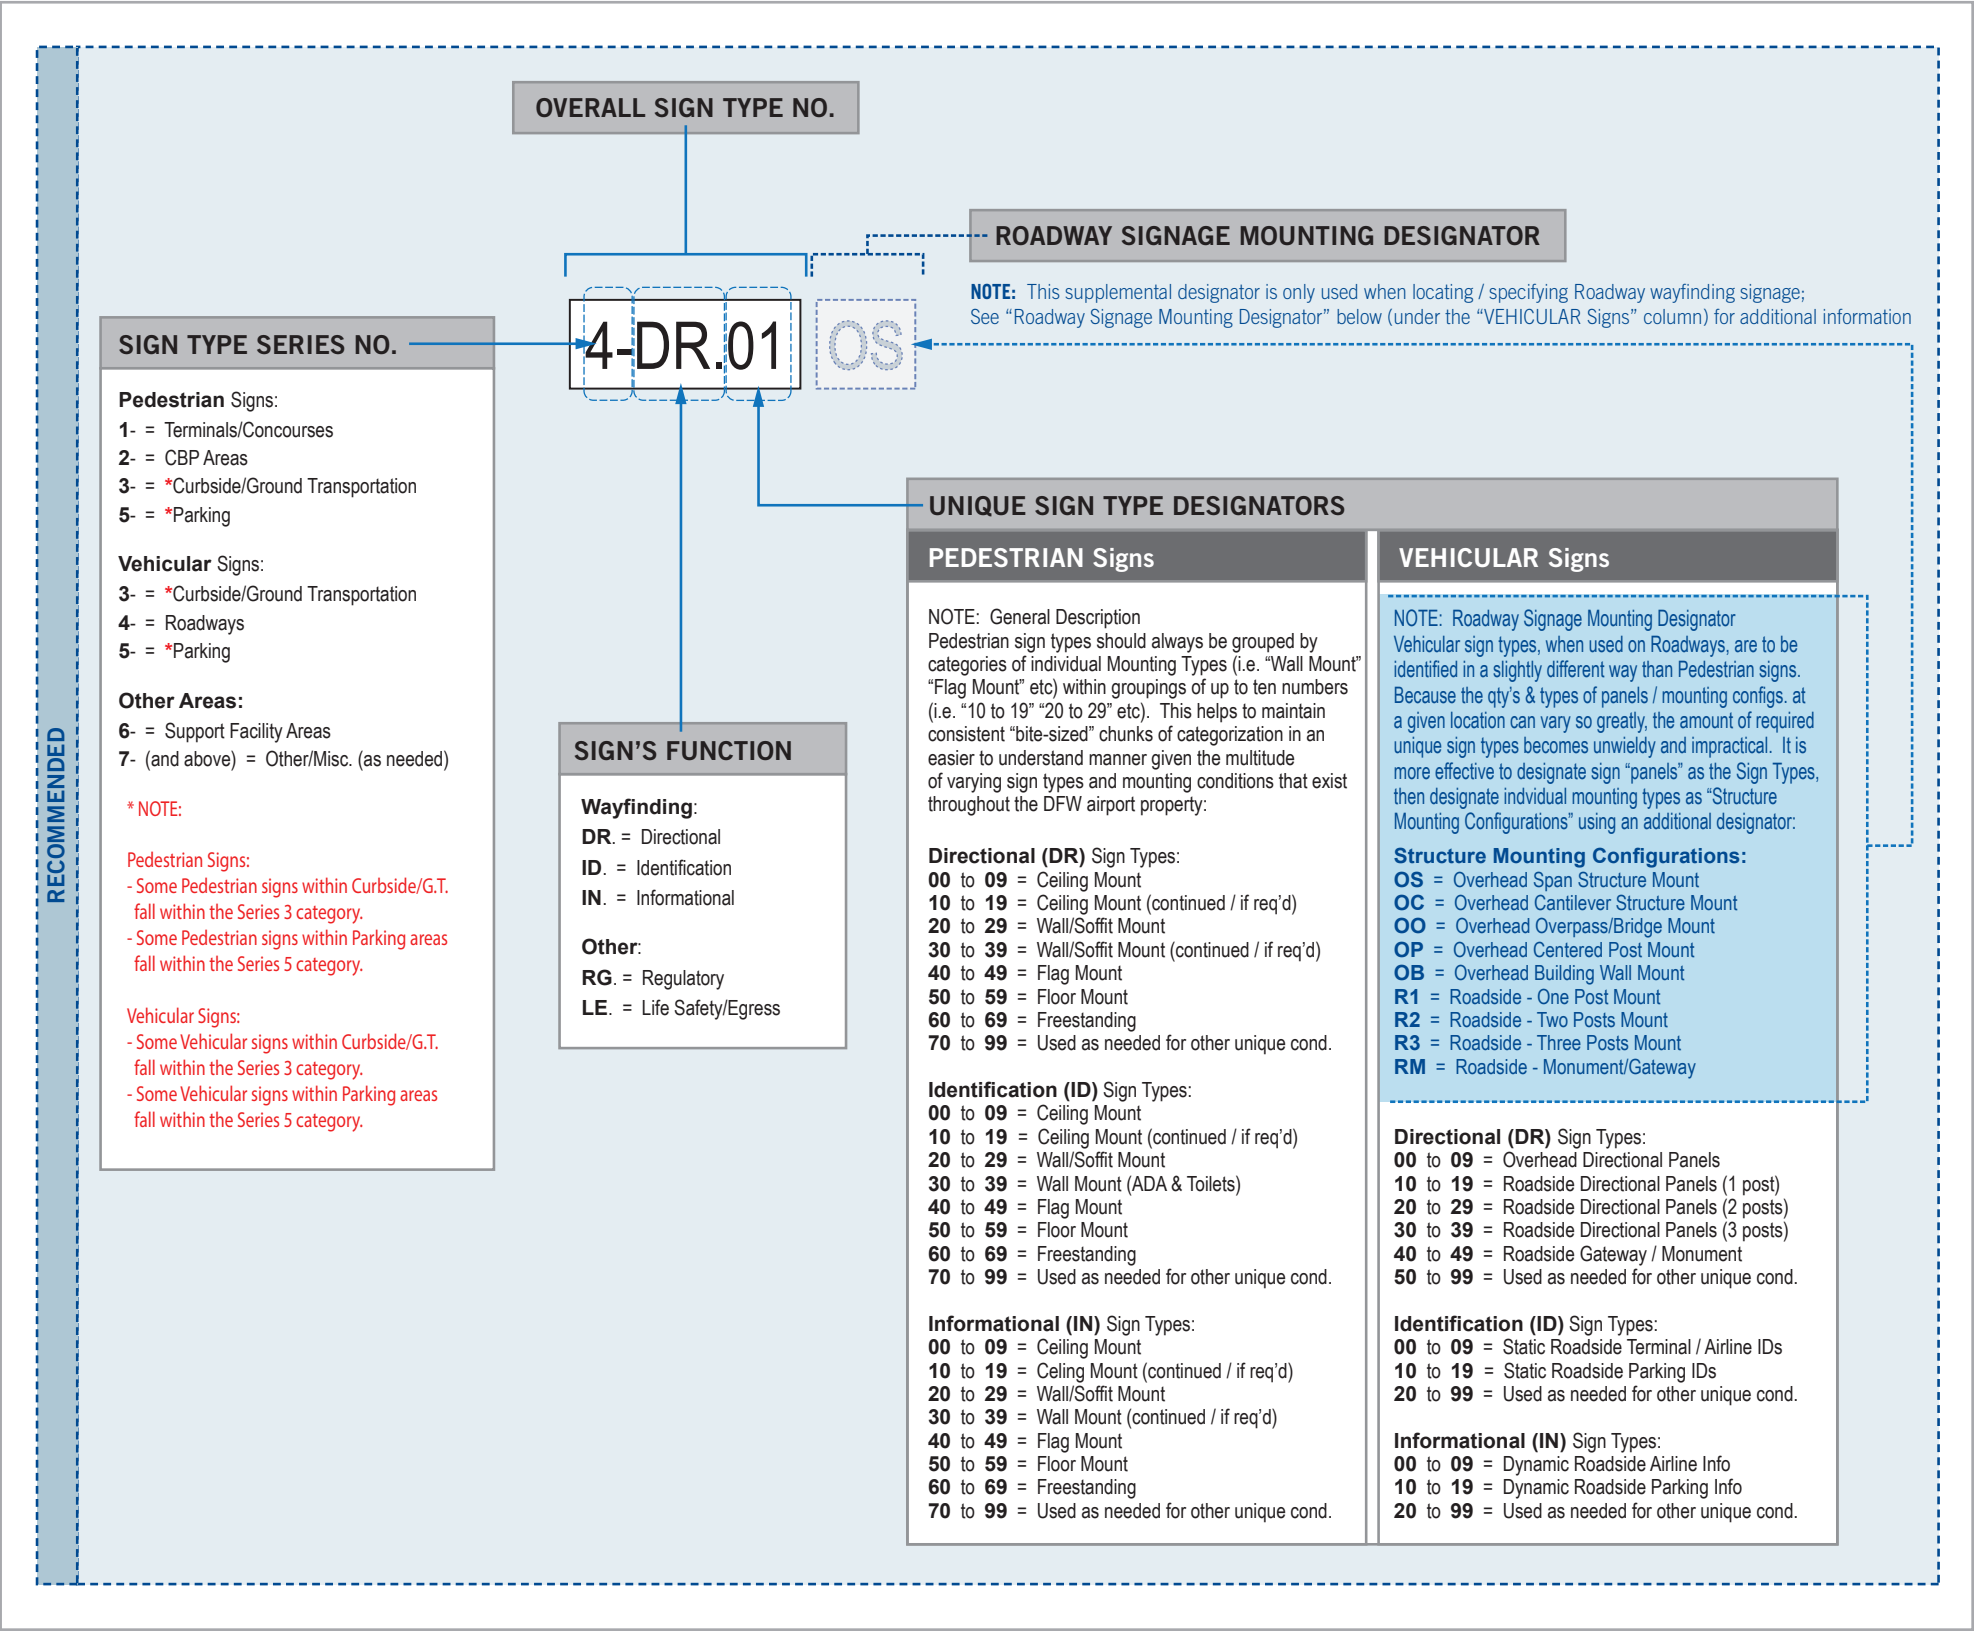 OVERALL SIGN TYPE NO.
ROADWAY SIGNAGE MOUNTING DESIGNATOR
NOTE: This supplemental designator is only used when locating / specifying Roadway wayfinding signage;
See “Roadway Signage Mounting Designator” below (under the “VEHICULAR Signs” column) for additional information
4-DR.01
OS
RECOMMENDED
SIGN TYPE SERIES NO.
Pedestrian Signs:
1- = Terminals/Concourses
2- = CBP Areas
3- = *Curbside/Ground Transportation
5- = *Parking
Vehicular Signs:
3- = *Curbside/Ground Transportation
4- = Roadways
5- = *Parking
Other Areas:
6- = Support Facility Areas
7- (and above) = Other/Misc. (as needed)
* NOTE:
Pedestrian Signs:
- Some Pedestrian signs within Curbside/G.T.
fall within the Series 3 category.
- Some Pedestrian signs within Parking areas
fall within the Series 5 category.
Vehicular Signs:
- Some Vehicular signs within Curbside/G.T.
fall within the Series 3 category.
- Some Vehicular signs within Parking areas
fall within the Series 5 category.
SIGN’S FUNCTION
Wayfinding:
DR. = Directional
ID. = Identification
IN. = Informational
Other:
RG. = Regulatory
LE. = Life Safety/Egress
UNIQUE SIGN TYPE DESIGNATORS
PEDESTRIAN Signs
NOTE: General Description
Pedestrian sign types should always be grouped by
categories of individual Mounting Types (i.e. “Wall Mount”
“Flag Mount” etc) within groupings of up to ten numbers
(i.e. “10 to 19” “20 to 29” etc). This helps to maintain
consistent “bite-sized” chunks of categorization in an
easier to understand manner given the multitude
of varying sign types and mounting conditions that exist
throughout the DFW airport property:
Directional (DR) Sign Types:
00 to 09 = Ceiling Mount
10 to 19 = Ceiling Mount (continued / if req’d)
20 to 29 = Wall/Soffit Mount
30 to 39 = Wall/Soffit Mount (continued / if req’d)
40 to 49 = Flag Mount
50 to 59 = Floor Mount
60 to 69 = Freestanding
70 to 99 = Used as needed for other unique cond.
Identification (ID) Sign Types:
00 to 09 = Ceiling Mount
10 to 19 = Ceiling Mount (continued / if req’d)
20 to 29 = Wall/Soffit Mount
30 to 39 = Wall Mount (ADA & Toilets)
40 to 49 = Flag Mount
50 to 59 = Floor Mount
60 to 69 = Freestanding
70 to 99 = Used as needed for other unique cond.
Informational (IN) Sign Types:
00 to 09 = Ceiling Mount
10 to 19 = Celing Mount (continued / if req’d)
20 to 29 = Wall/Soffit Mount
30 to 39 = Wall Mount (continued / if req’d)
40 to 49 = Flag Mount
50 to 59 = Floor Mount
60 to 69 = Freestanding
70 to 99 = Used as needed for other unique cond.
VEHICULAR Signs
NOTE: Roadway Signage Mounting Designator
Vehicular sign types, when used on Roadways, are to be
identified in a slightly different way than Pedestrian signs.
Because the qty’s & types of panels / mounting configs. at
a given location can vary so greatly, the amount of required
unique sign types becomes unwieldy and impractical. It is
more effective to designate sign “panels” as the Sign Types,
then designate indvidual mounting types as “Structure
Mounting Configurations” using an additional designator:
Structure Mounting Configurations:
OS = Overhead Span Structure Mount
OC = Overhead Cantilever Structure Mount
OO = Overhead Overpass/Bridge Mount
OP = Overhead Centered Post Mount
OB = Overhead Building Wall Mount
R1 = Roadside - One Post Mount
R2 = Roadside - Two Posts Mount
R3 = Roadside - Three Posts Mount
RM = Roadside - Monument/Gateway
Directional (DR) Sign Types:
00 to 09 = Overhead Directional Panels
10 to 19 = Roadside Directional Panels (1 post)
20 to 29 = Roadside Directional Panels (2 posts)
30 to 39 = Roadside Directional Panels (3 posts)
40 to 49 = Roadside Gateway / Monument
50 to 99 = Used as needed for other unique cond.
Identification (ID) Sign Types:
00 to 09 = Static Roadside Terminal / Airline IDs
10 to 19 = Static Roadside Parking IDs
20 to 99 = Used as needed for other unique cond.
Informational (IN) Sign Types:
00 to 09 = Dynamic Roadside Airline Info
10 to 19 = Dynamic Roadside Parking Info
20 to 99 = Used as needed for other unique cond.